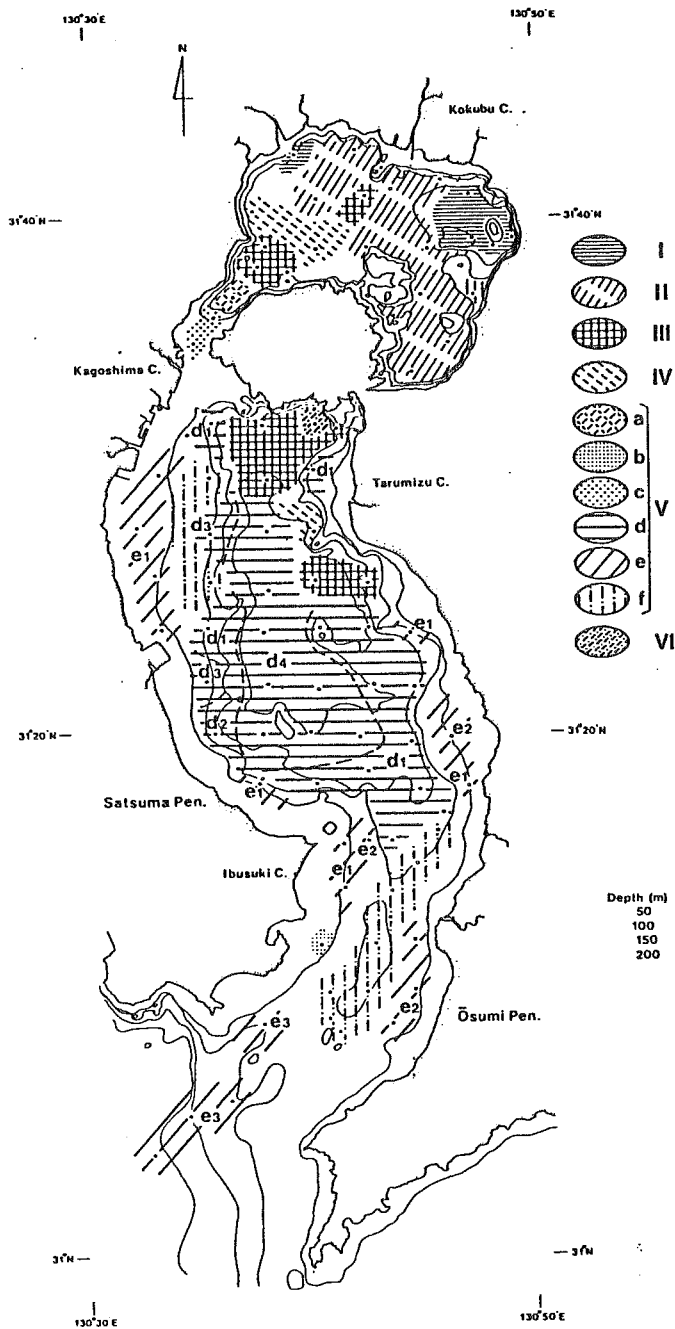 130°30'E
130°50'E
N
Kokubu C.
31°40'N
31°40'N
I
II
III
Kagoshima C.
IV
a
b
c
V
d
e
f
VI
d1
d1
Tarumizu C.
d3
e1
d1
e1
d3
d4
d2
e2
31°20'N
31°20'N
d1
e1
e1
Satsuma Pen.
e2
Ibusuki C.
e1
Depth (m)
50
100
150
200
e2
Ōsumi Pen.
e3
e3
31°N
31°N
130°30'E
130°50'E